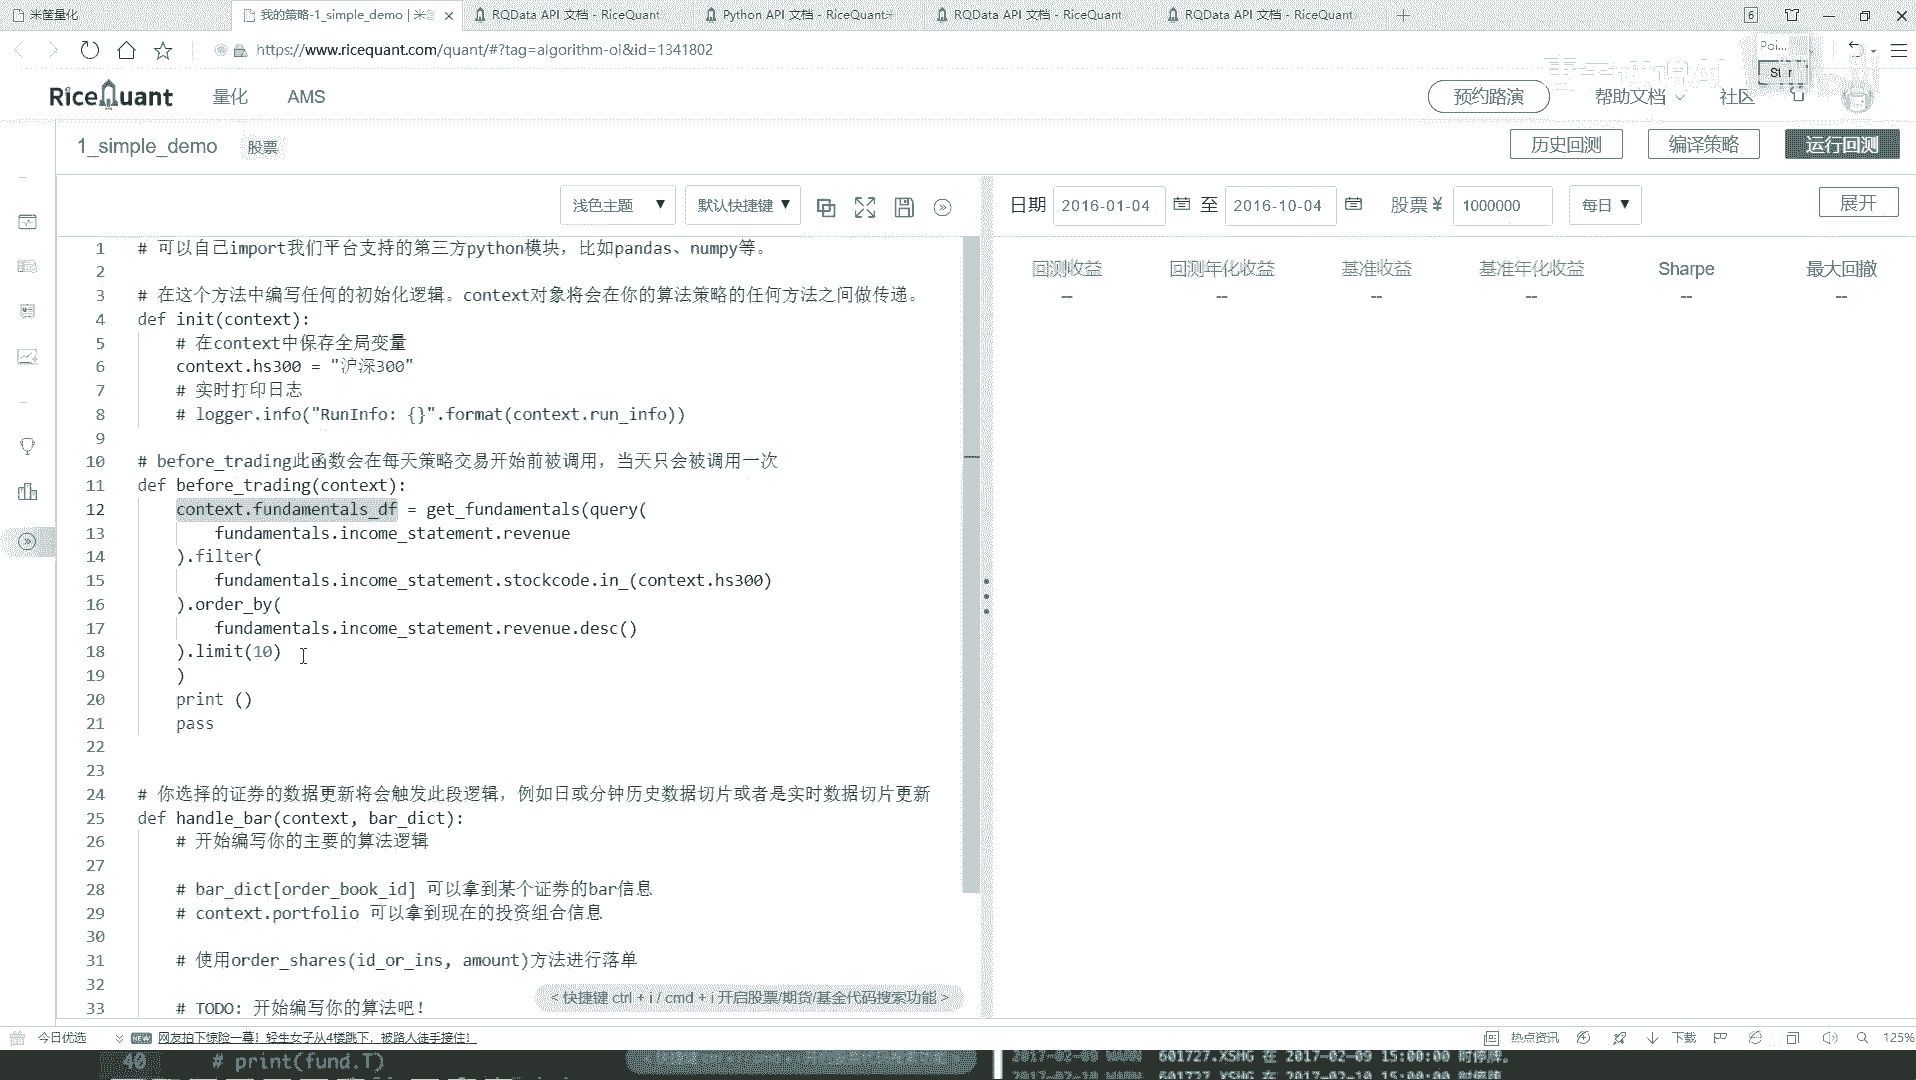 米筐量化
我的策略-1_simple_demo | 米筐
RQData API 文档 - RiceQuant
Python API 文档 - RiceQuant
RQData API 文档 - RiceQuant
RQData API 文档 - RiceQuant
6
https://www.ricequant.com/quant/#?tag=algorithm-ol&id=1341802
Poi...
RiceQuant
量化
AMS
预约路演
帮助文档
社区
1_simple_demo
股票
历史回测
编译策略
运行回测
浅色主题
默认快捷键
日期 2016-01-04 至 2016-10-04 股票 ¥ 1000000 每日
展开
回测收益 回测年化收益 基准收益 基准年化收益 Sharpe 最大回撤
-- -- -- -- -- --
1 # 可以自己import我们平台支持的第三方python模块，比如pandas、numpy等。
2
3 # 在这个方法中编写任何的初始化逻辑。context对象将会在你的算法策略的任何方法之间做传递。
4 def init(context):
5 # 在context中保存全局变量
6 context.hs300 = "沪深300"
7 # 实时打印日志
8 # logger.info("RunInfo: {}".format(context.run_info))
9
10 # before_trading此函数会在每天策略交易开始前被调用，当天只会被调用一次
11 def before_trading(context):
12 context.fundamentals_df = get_fundamentals(query(
13 fundamentals.income_statement.revenue
14 ).filter(
15 fundamentals.income_statement.stockcode.in_(context.hs300)
16 ).order_by(
17 fundamentals.income_statement.revenue.desc()
18 ).limit(10)
19 )
20 print ()
21 pass
22
23
24 # 你选择的证券的数据更新将会触发此段逻辑，例如日或分钟历史数据切片或者是实时数据切片更新
25 def handle_bar(context, bar_dict):
26 # 开始编写你的主要的算法逻辑
27
28 # bar_dict[order_book_id] 可以拿到某个证券的bar信息
29 # context.portfolio 可以拿到现在的投资组合信息
30
31 # 使用order_shares(id_or_ins, amount)方法进行落单
32
33 # TODO: 开始编写你的算法吧！
< 快捷键 ctrl + i / cmd + i 开启股票/期货/基金代码搜索功能 >
今日优选
NEW 网友拍下惊险一幕！轻生女子从4楼跳下，被路人徒手接住！
热点资讯
下载
125%
40 # print(fund.T)
601727.XSHG 在 2017-02-09 15:00:00 时停牌。